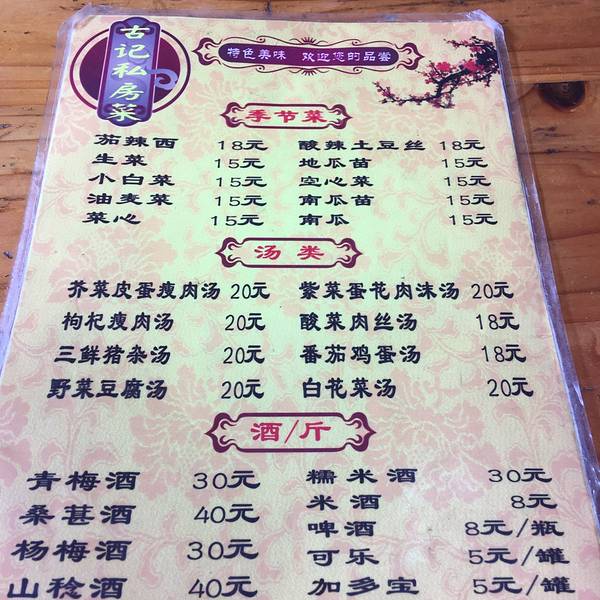 古记私房菜
特色美味 欢迎您的品尝
季节菜
茄辣西 18元 酸辣土豆丝 18元
生菜 15元 地瓜苗 15元
小白菜 15元 空心菜 15元
油麦菜 15元 南瓜苗 15元
菜心 15元 南瓜 15元
汤类
芥菜皮蛋瘦肉汤 20元 紫菜蛋花肉沫汤 20元
枸杞瘦肉汤 20元 酸菜肉丝汤 18元
三鲜猪杂汤 20元 番茄鸡蛋汤 18元
野菜豆腐汤 20元 白花菜汤 20元
酒/斤
青梅酒 30元 糯米酒 30元
桑葚酒 40元 米酒 8元
杨梅酒 30元 啤酒 8元/瓶
山稔酒 40元 可乐 5元/罐
加多宝 5元/罐